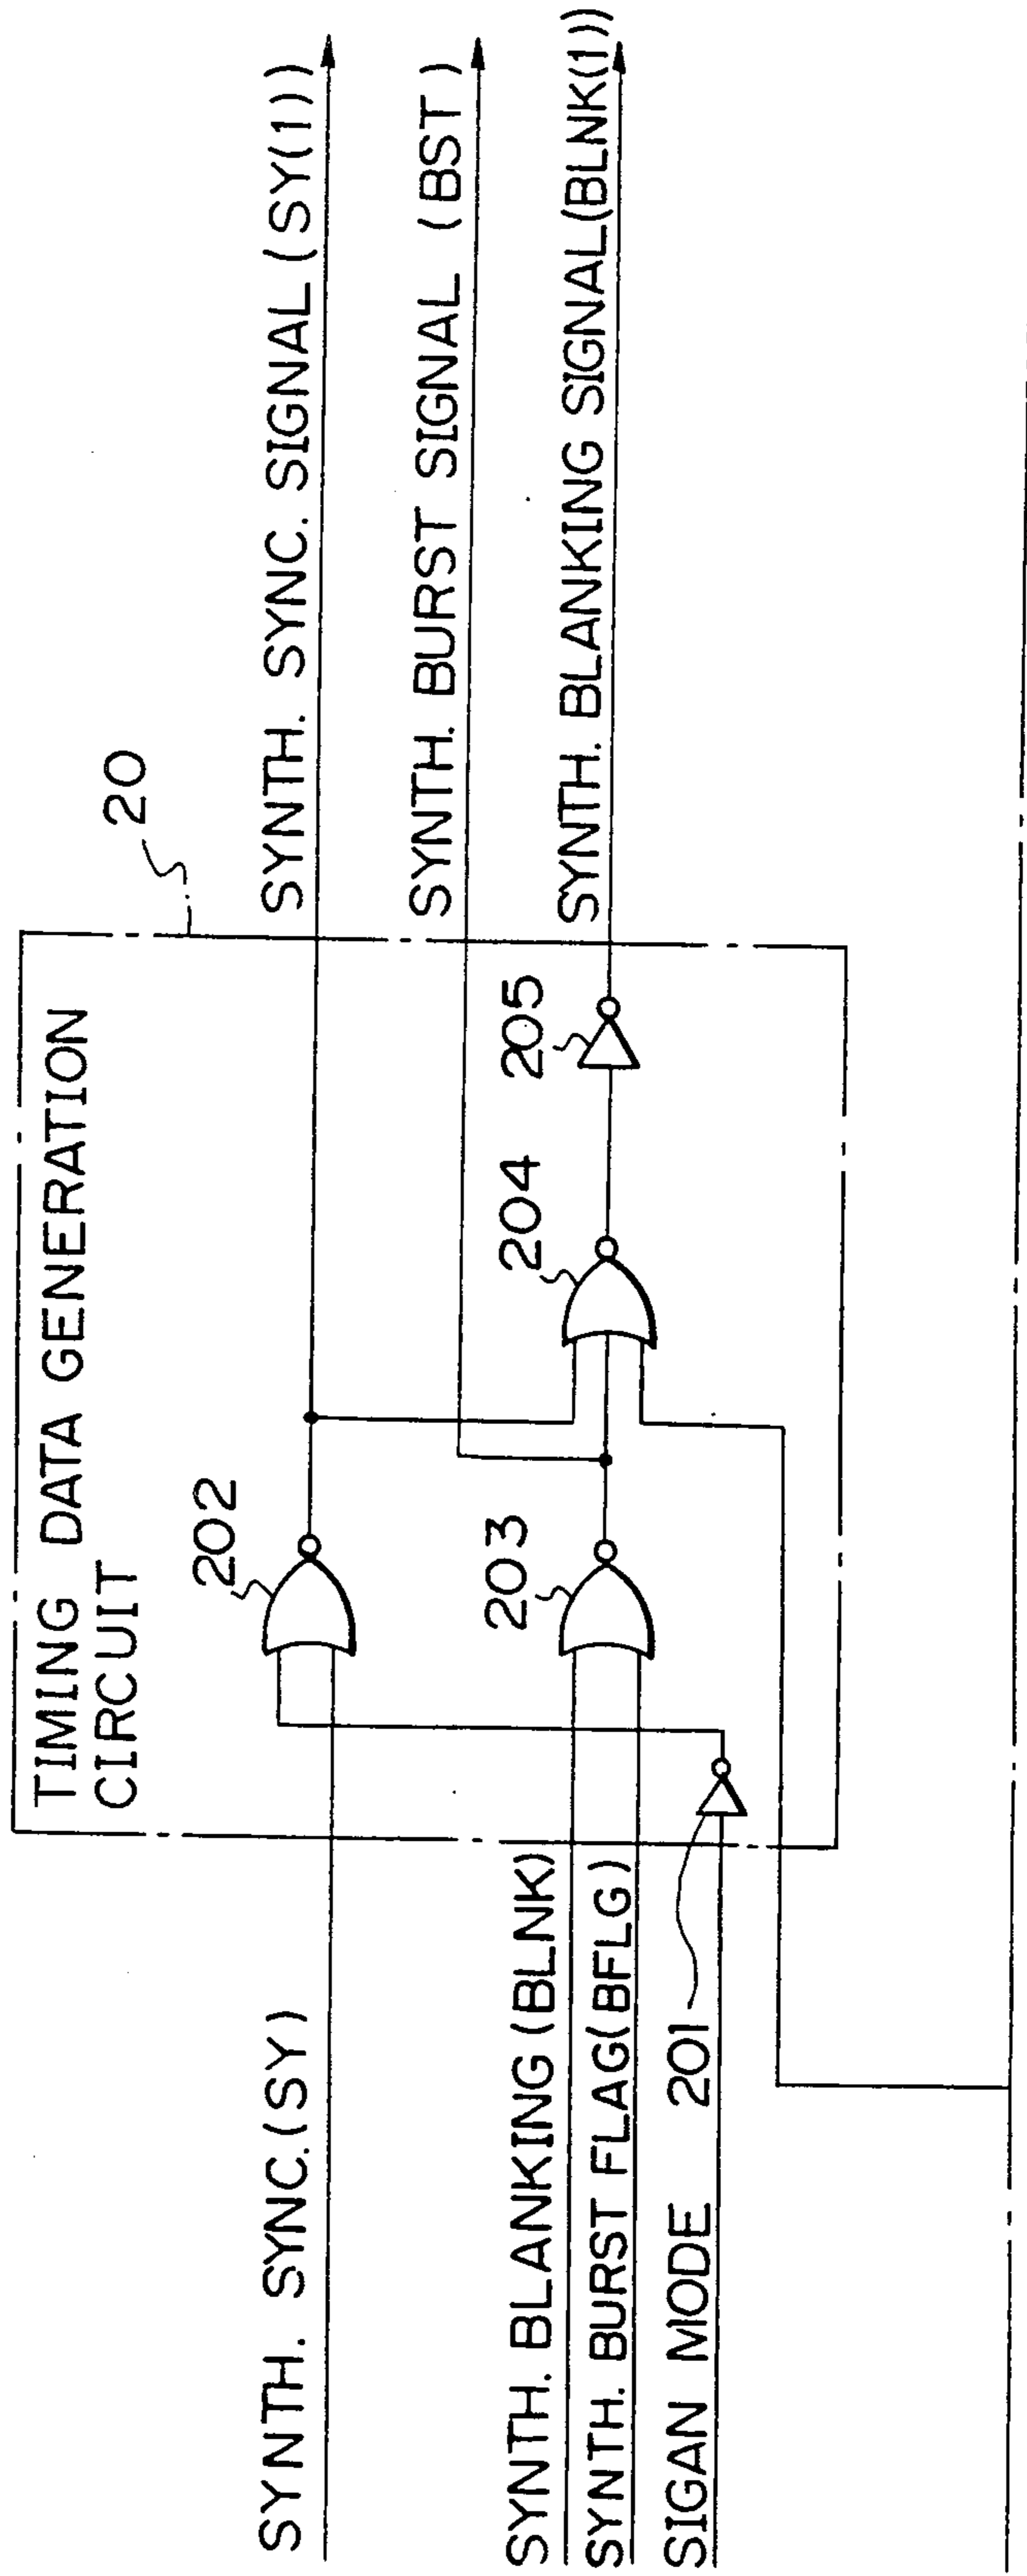 20
TIMING DATA GENERATION
CIRCUIT
SYNTH. SYNC.(SY)
202
SYNTH. SYNC. SIGNAL (SY(1))
SYNTH. BURST SIGNAL (BST)
SYNTH. BLANKING (BLNK)
203
204
205
SYNTH. BLANKING SIGNAL(BLNK(1))
SYNTH. BURST FLAG(BFLG)
SIGAN MODE
201